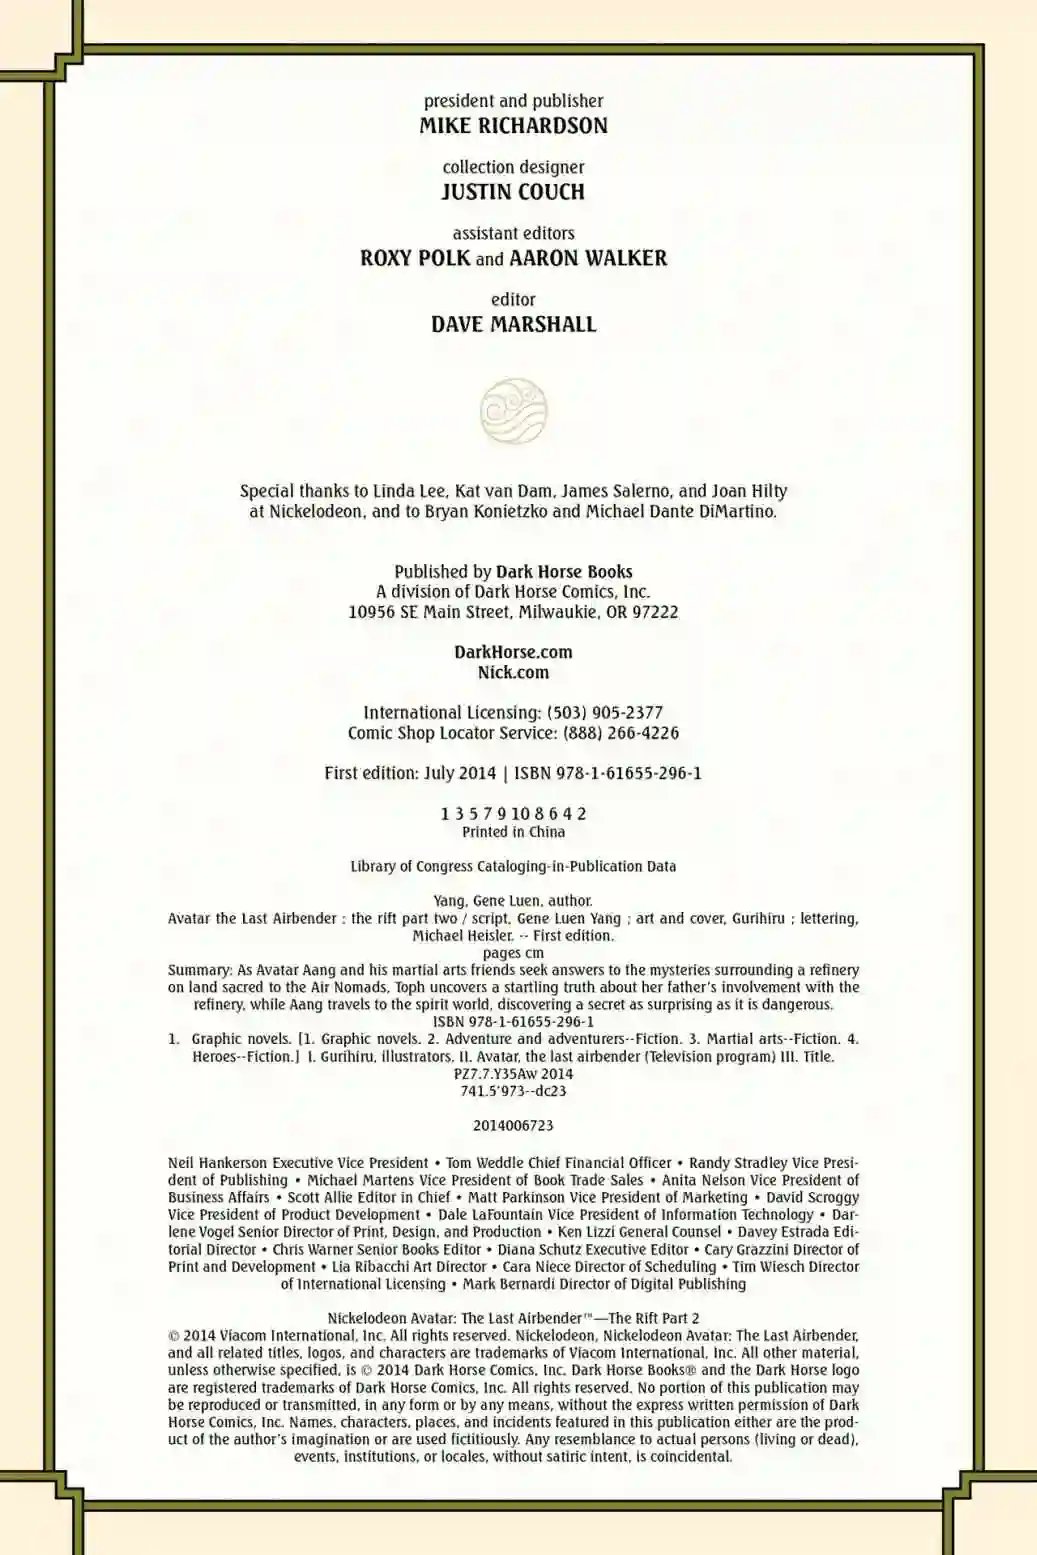 president and publisher
MIKE RICHARDSON
collection designer
JUSTIN COUCH
assistant editors
ROXY POLK and AARON WALKER
editor
DAVE MARSHALL
Special thanks to Linda Lee, Kat van Dam, James Salerno, and Joan Hilty
at Nickelodeon, and to Bryan Konietzko and Michael Dante DiMartino.
Published by Dark Horse Books
A division of Dark Horse Comics, Inc.
10956 SE Main Street, Milwaukie, OR 97222
DarkHorse.com
Nick.com
International Licensing: (503) 905-2377
Comic Shop Locator Service: (888) 266-4226
First edition: July 2014 | ISBN 978-1-61655-296-1
1 3 5 7 9 10 8 6 4 2
Printed in China
Library of Congress Cataloging-in-Publication Data
Yang, Gene Luen, author.
Avatar the Last Airbender : the rift part two / script, Gene Luen Yang ; art and cover, Gurihiru ; lettering,
Michael Heisler. -- First edition.
pages cm
Summary: As Avatar Aang and his martial arts friends seek answers to the mysteries surrounding a refinery
on land sacred to the Air Nomads, Toph uncovers a startling truth about her father's involvement with the
refinery, while Aang travels to the spirit world, discovering a secret as surprising as it is dangerous.
ISBN 978-1-61655-296-1
1. Graphic novels. [1. Graphic novels. 2. Adventure and adventurers--Fiction. 3. Martial arts--Fiction. 4.
Heroes--Fiction.] I. Gurihiru, illustrators. II. Avatar, the last airbender (Television program) III. Title.
PZ7.7.Y35Aw 2014
741.5'973--dc23
2014006723
Neil Hankerson Executive Vice President • Tom Weddle Chief Financial Officer • Randy Stradley Vice Presi-
dent of Publishing • Michael Martens Vice President of Book Trade Sales • Anita Nelson Vice President of
Business Affairs • Scott Allie Editor in Chief • Matt Parkinson Vice President of Marketing • David Scroggy
Vice President of Product Development • Dale LaFountain Vice President of Information Technology • Dar-
lene Vogel Senior Director of Print, Design, and Production • Ken Lizzi General Counsel • Davey Estrada Edi-
torial Director • Chris Warner Senior Books Editor • Diana Schutz Executive Editor • Cary Grazzini Director of
Print and Development • Lia Ribacchi Art Director • Cara Niece Director of Scheduling • Tim Wiesch Director
of International Licensing • Mark Bernardi Director of Digital Publishing
Nickelodeon Avatar: The Last Airbender™—The Rift Part 2
© 2014 Viacom International, Inc. All rights reserved. Nickelodeon, Nickelodeon Avatar: The Last Airbender,
and all related titles, logos, and characters are trademarks of Viacom International, Inc. All other material,
unless otherwise specified, is © 2014 Dark Horse Comics, Inc. Dark Horse Books® and the Dark Horse logo
are registered trademarks of Dark Horse Comics, Inc. All rights reserved. No portion of this publication may
be reproduced or transmitted, in any form or by any means, without the express written permission of Dark
Horse Comics, Inc. Names, characters, places, and incidents featured in this publication either are the prod-
uct of the author's imagination or are used fictitiously. Any resemblance to actual persons (living or dead),
events, institutions, or locales, without satiric intent, is coincidental.